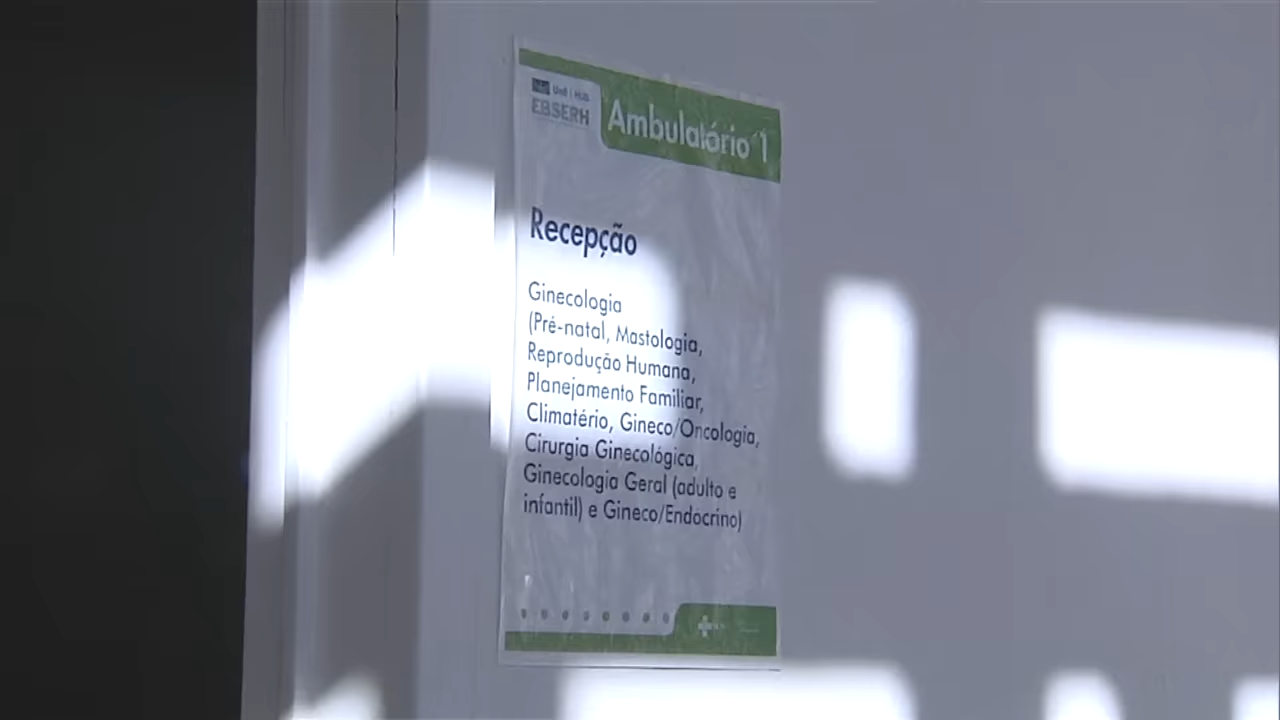 UnB | HUB
EBSERH
Ambulatório 1
Recepção
Ginecologia
(Pré-natal, Mastologia,
Reprodução Humana,
Planejamento Familiar,
Climatério, Gineco/Oncologia,
Cirurgia Ginecológica,
Ginecologia Geral (adulto e
infantil) e Gineco/Endocrino)